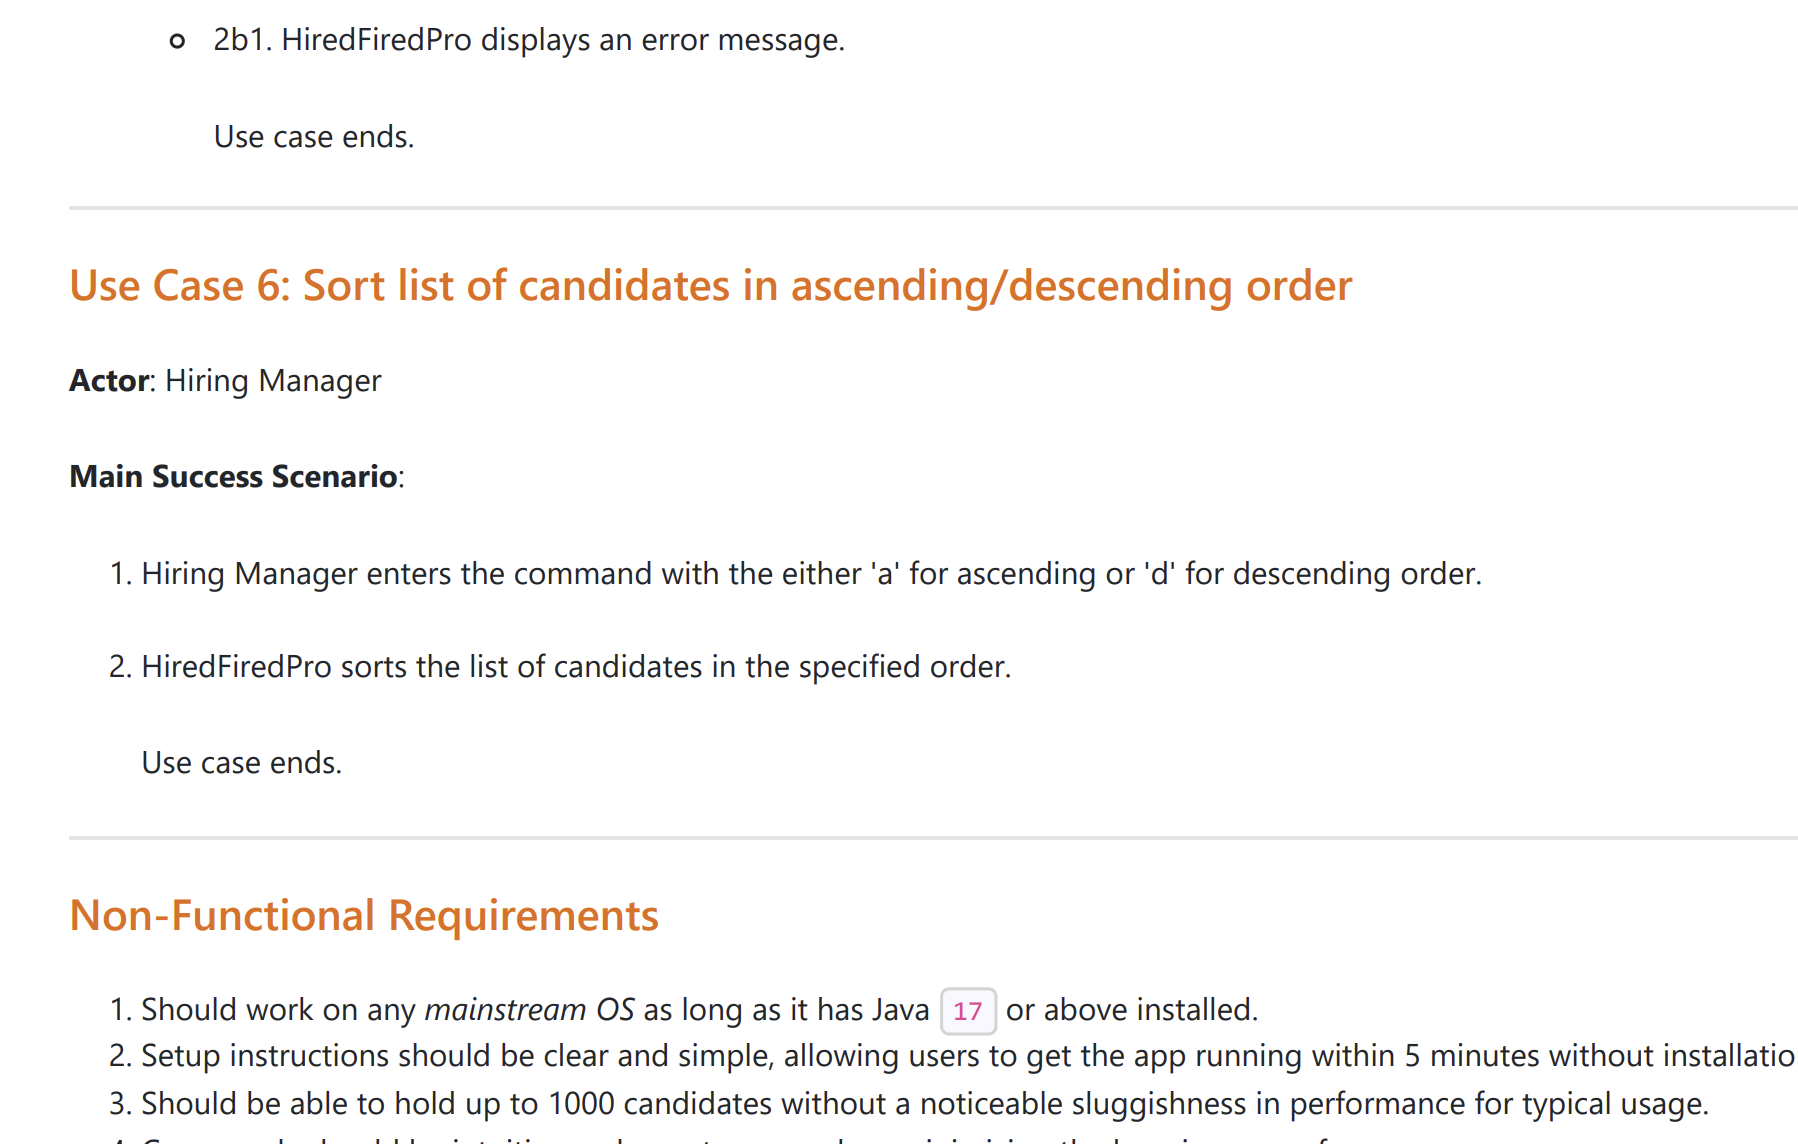 2b1. HiredFiredPro displays an error message.
Use case ends.
Use Case 6: Sort list of candidates in ascending/descending order
Actor: Hiring Manager
Main Success Scenario:
1. Hiring Manager enters the command with the either 'a' for ascending or 'd' for descending order.
2. HiredFiredPro sorts the list of candidates in the specified order.
Use case ends.
Non-Functional Requirements
1. Should work on any mainstream OS as long as it has Java 17 or above installed.
2. Setup instructions should be clear and simple, allowing users to get the app running within 5 minutes without installatio
3. Should be able to hold up to 1000 candidates without a noticeable sluggishness in performance for typical usage.